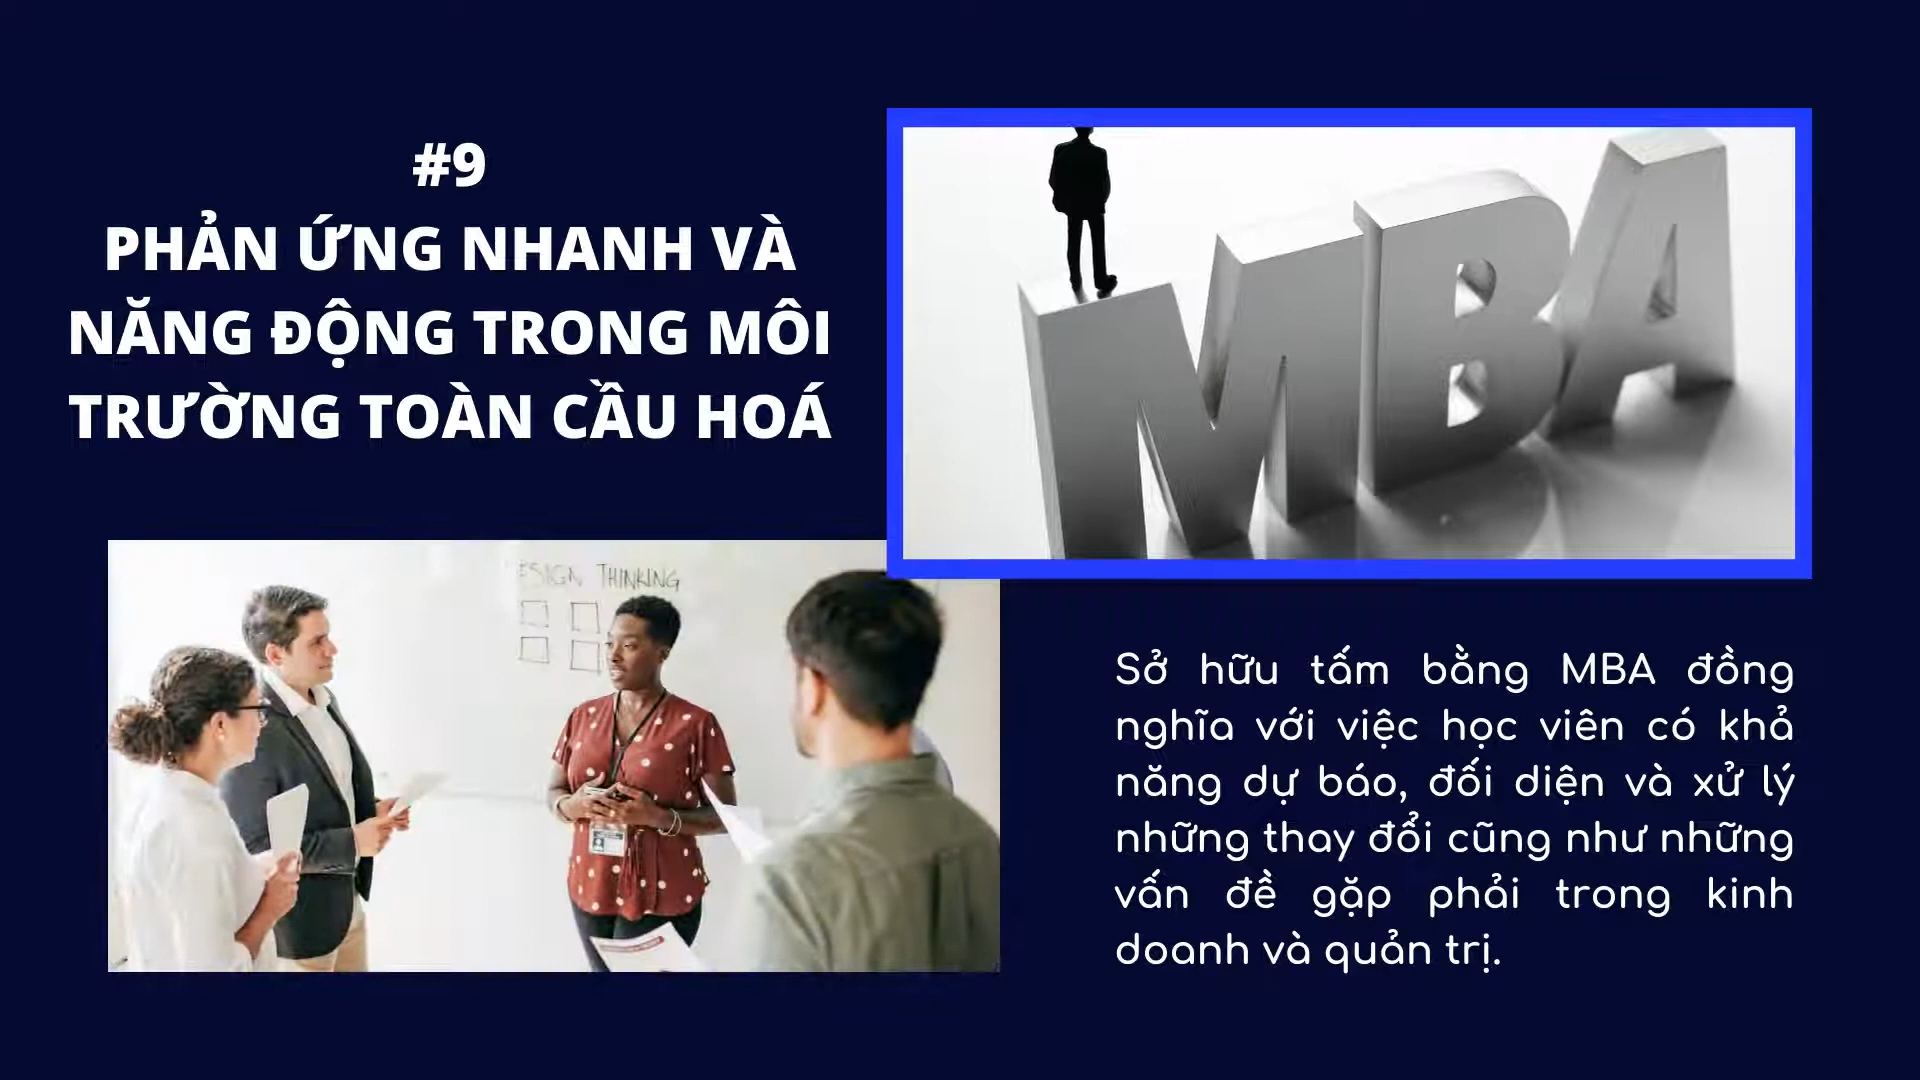 #9
PHẢN ỨNG NHANH VÀ
NĂNG ĐỘNG TRONG MÔI
TRƯỜNG TOÀN CẦU HOÁ
MBA
ESIGN THINKING
Sở hữu tấm bằng MBA đồng
nghĩa với việc học viên có khả
năng dự báo, đối diện và xử lý
những thay đổi cũng như những
vấn đề gặp phải trong kinh
doanh và quản trị.